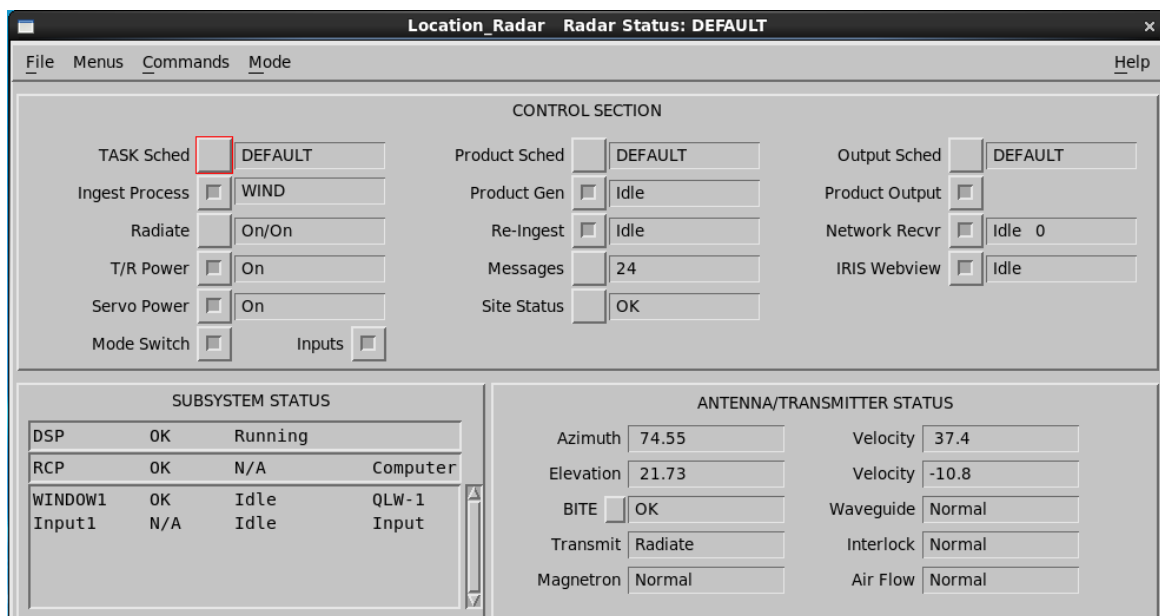 Location_Radar Radar Status: DEFAULT
File Menus Commands Mode Help
CONTROL SECTION
TASK Sched DEFAULT Product Sched DEFAULT Output Sched DEFAULT
Ingest Process WIND Product Gen Idle Product Output
Radiate On/On Re-Ingest Idle Network Recvr Idle 0
T/R Power On Messages 24 IRIS Webview Idle
Servo Power On Site Status OK
Mode Switch Inputs
SUBSYSTEM STATUS
DSP OK Running
RCP OK N/A Computer
WINDOW1 OK Idle QLW-1
Input1 N/A Idle Input
ANTENNA/TRANSMITTER STATUS
Azimuth 74.55 Velocity 37.4
Elevation 21.73 Velocity -10.8
BITE OK Waveguide Normal
Transmit Radiate Interlock Normal
Magnetron Normal Air Flow Normal